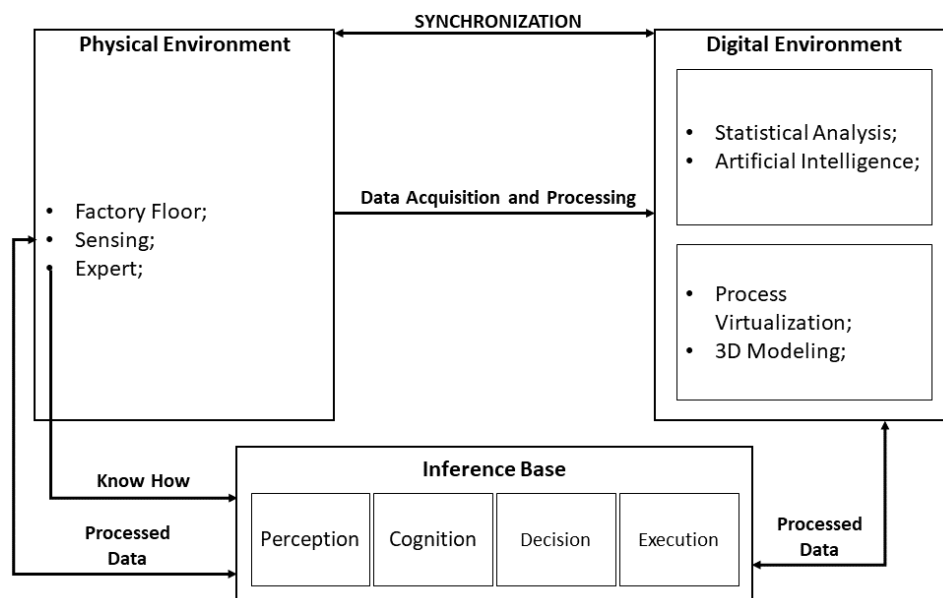 SYNCHRONIZATION
Physical Environment
• Factory Floor;
• Sensing;
• Expert;
Data Acquisition and Processing
Digital Environment
• Statistical Analysis;
• Artificial Intelligence;
• Process
Virtualization;
• 3D Modeling;
Know How
Processed
Data
Inference Base
Perception
Cognition
Decision
Execution
Processed
Data